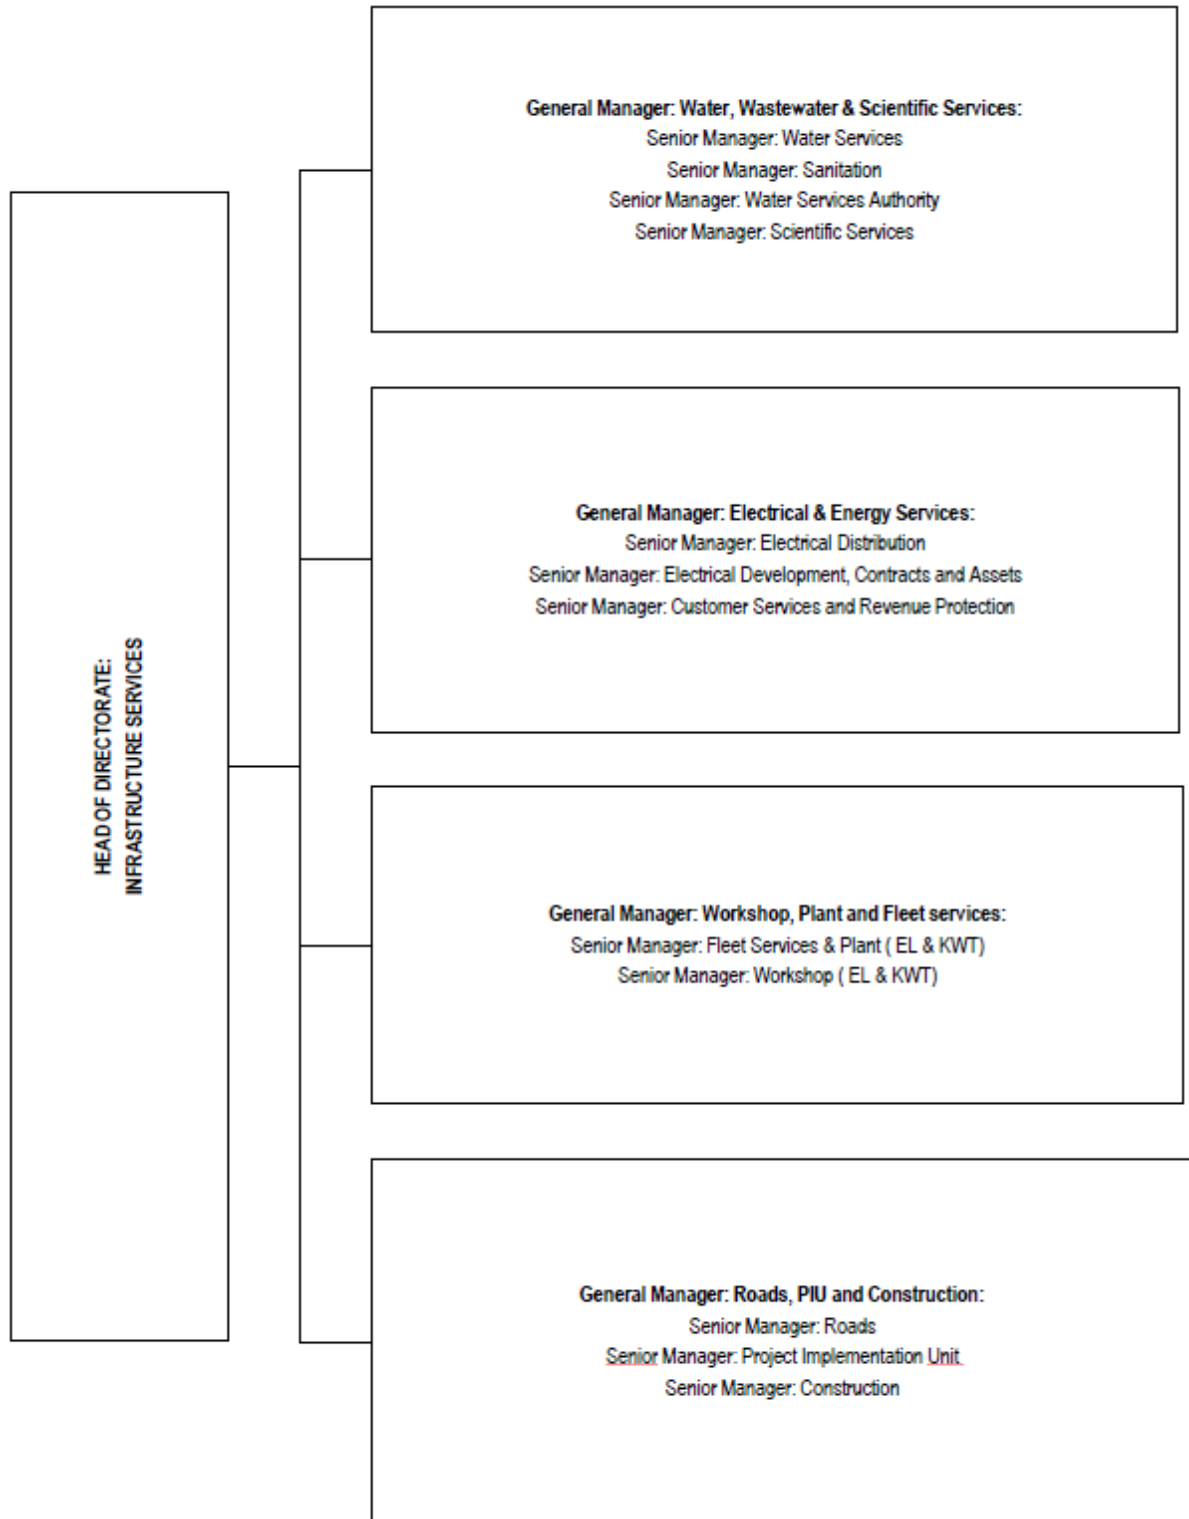 HEAD OF DIRECTORATE:
INFRASTRUCTURE SERVICES
General Manager: Water, Wastewater & Scientific Services:
Senior Manager: Water Services
Senior Manager: Sanitation
Senior Manager: Water Services Authority
Senior Manager: Scientific Services
General Manager: Electrical & Energy Services:
Senior Manager: Electrical Distribution
Senior Manager: Electrical Development, Contracts and Assets
Senior Manager: Customer Services and Revenue Protection
General Manager: Workshop, Plant and Fleet services:
Senior Manager: Fleet Services & Plant ( EL & KWT)
Senior Manager: Workshop ( EL & KWT)
General Manager: Roads, PIU and Construction:
Senior Manager: Roads
Senior Manager: Project Implementation Unit
Senior Manager: Construction